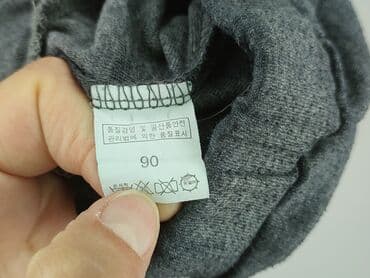 품질경영 및 공산품안전
관리법에 의한 품질표시
90